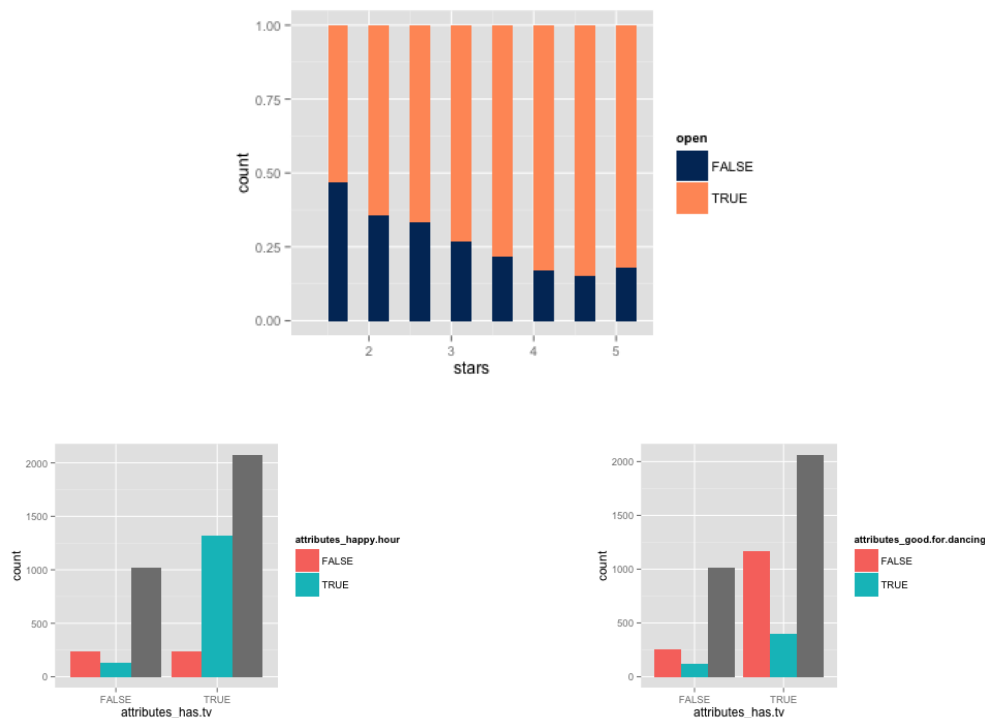 1.00
0.75
0.50
0.25
0.00
count
2 3 4 5
stars
open
FALSE
TRUE
2000
1500
1000
500
0
count
FALSE TRUE
attributes_has.tv
attributes_happy.hour
FALSE
TRUE
2000
1500
1000
500
0
count
FALSE TRUE
attributes_has.tv
attributes_good.for.dancing
FALSE
TRUE